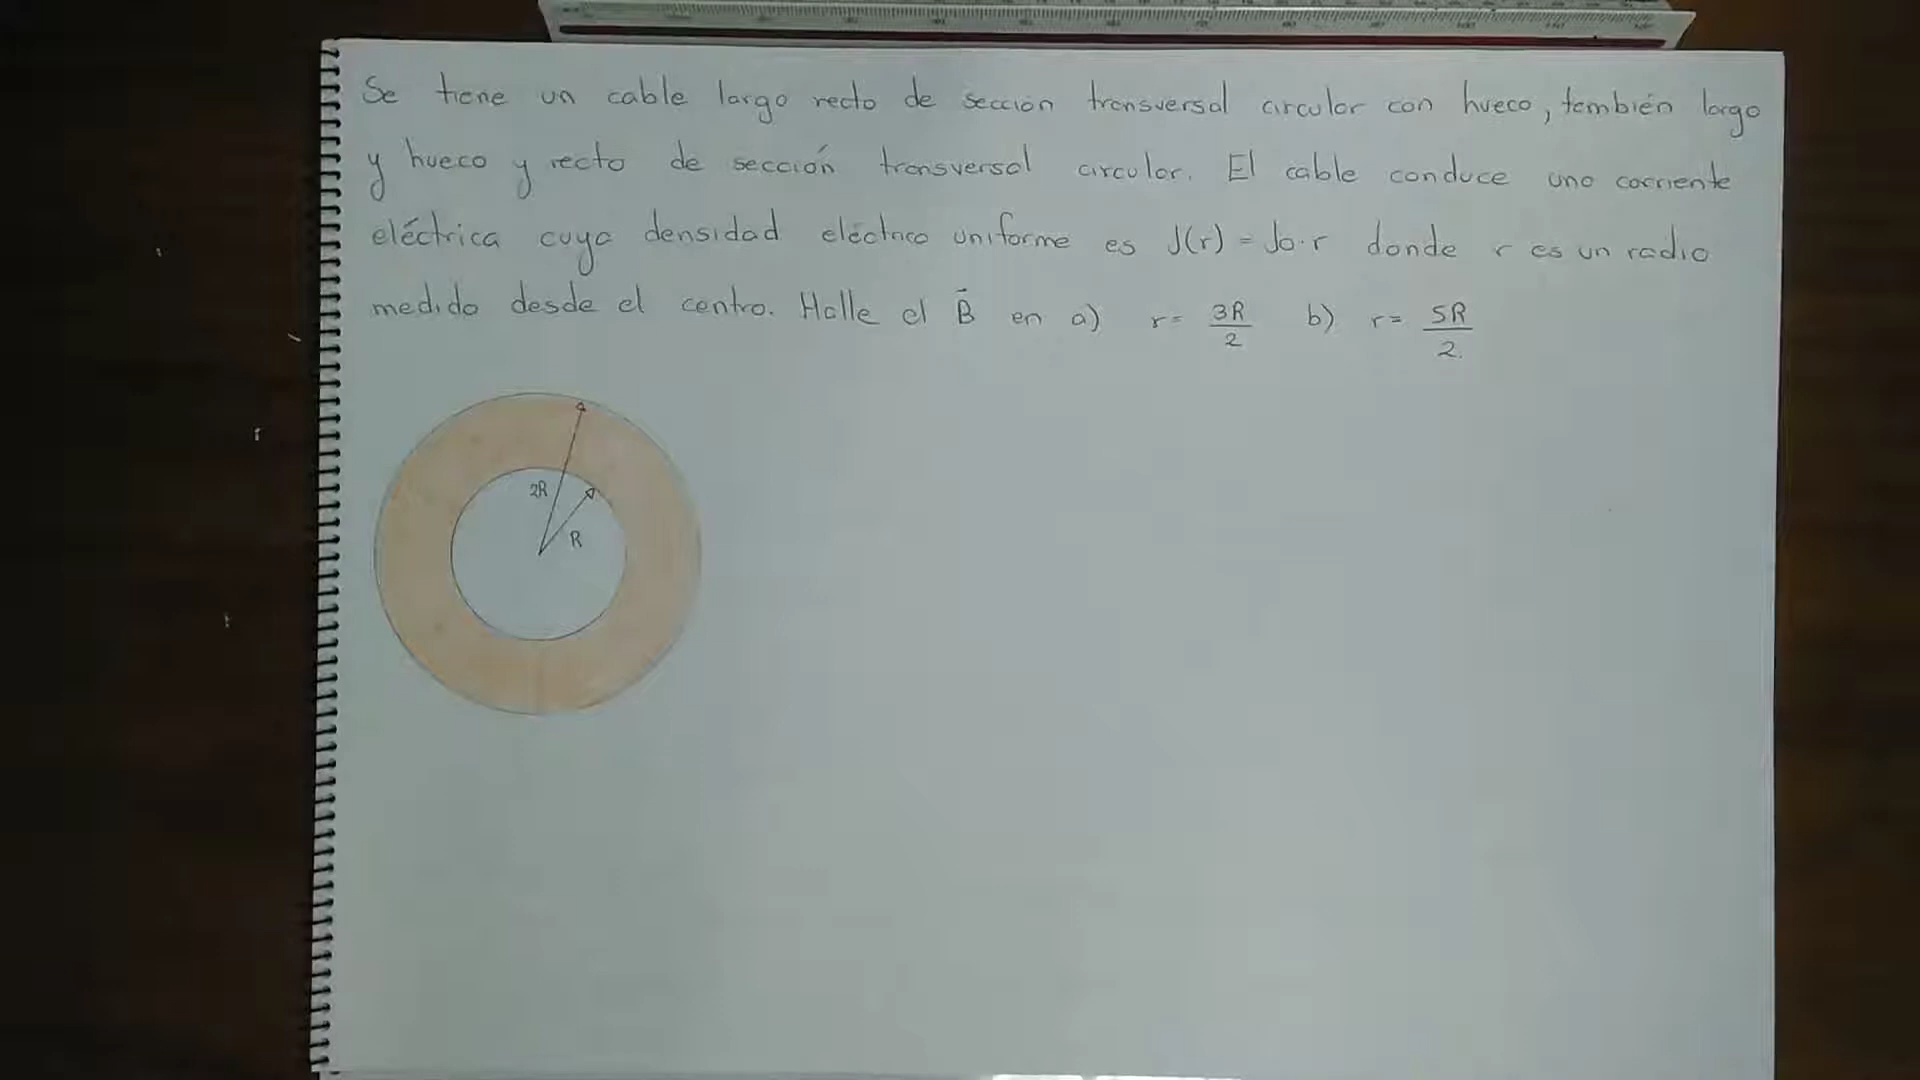 Se tiene un cable largo recto de sección transversal circular con hueco, también largo
y hueco y recto de sección transversal circular. El cable conduce una corriente
eléctrica cuya densidad eléctrica uniforme es J(r) = Jo·r donde r es un radio
medido desde el centro. Halle el B⃗ en a) r = 3R/2 b) r = 5R/2.
2R
R